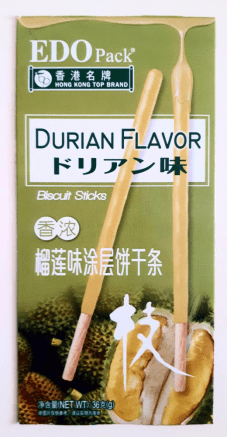 EDO Pack®
香港名牌
HONG KONG TOP BRAND
DURIAN FLAVOR
ドリアン味
Biscuit Sticks
香浓
榴莲味涂层饼干条
枝
净含量(NET WT): 36克(g)